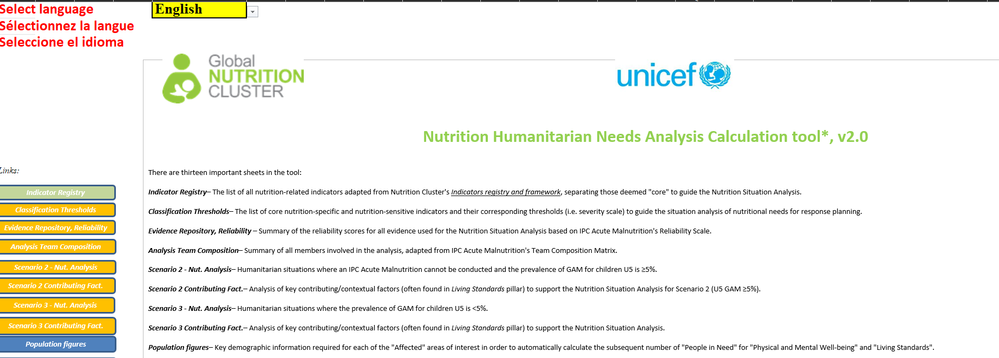 Select language
Sélectionnez la langue
Seleccione el idioma
English
Global
NUTRITION
CLUSTER
unicef
Nutrition Humanitarian Needs Analysis Calculation tool*, v2.0
Links:
Indicator Registry
Classification Thresholds
Evidence Repository, Reliability
Analysis Team Composition
Scenario 2 - Nut. Analysis
Scenario 2 Contributing Fact.
Scenario 3 - Nut. Analysis
Scenario 3 Contributing Fact.
Population figures
There are thirteen important sheets in the tool:
Indicator Registry– The list of all nutrition-related indicators adapted from Nutrition Cluster's Indicators registry and framework, separating those deemed "core" to guide the Nutrition Situation Analysis.
Classification Thresholds– The list of core nutrition-specific and nutrition-sensitive indicators and their corresponding thresholds (i.e. severity scale) to guide the situation analysis of nutritional needs for response planning.
Evidence Repository, Reliability – Summary of the reliability scores for all evidence used for the Nutrition Situation Analysis based on IPC Acute Malnutrition's Reliability Scale.
Analysis Team Composition– Summary of all members involved in the analysis, adapted from IPC Acute Malnutrition's Team Composition Matrix.
Scenario 2 - Nut. Analysis– Humanitarian situations where an IPC Acute Malnutrition cannot be conducted and the prevalence of GAM for children U5 is ≥5%.
Scenario 2 Contributing Fact.– Analysis of key contributing/contextual factors (often found in Living Standards pillar) to support the Nutrition Situation Analysis for Scenario 2 (U5 GAM ≥5%).
Scenario 3 - Nut. Analysis– Humanitarian situations where the prevalence of GAM for children U5 is <5%.
Scenario 3 Contributing Fact.– Analysis of key contributing/contextual factors (often found in Living Standards pillar) to support the Nutrition Situation Analysis.
Population figures– Key demographic information required for each of the "Affected" areas of interest in order to automatically calculate the subsequent number of "People in Need" for "Physical and Mental Well-being" and "Living Standards".